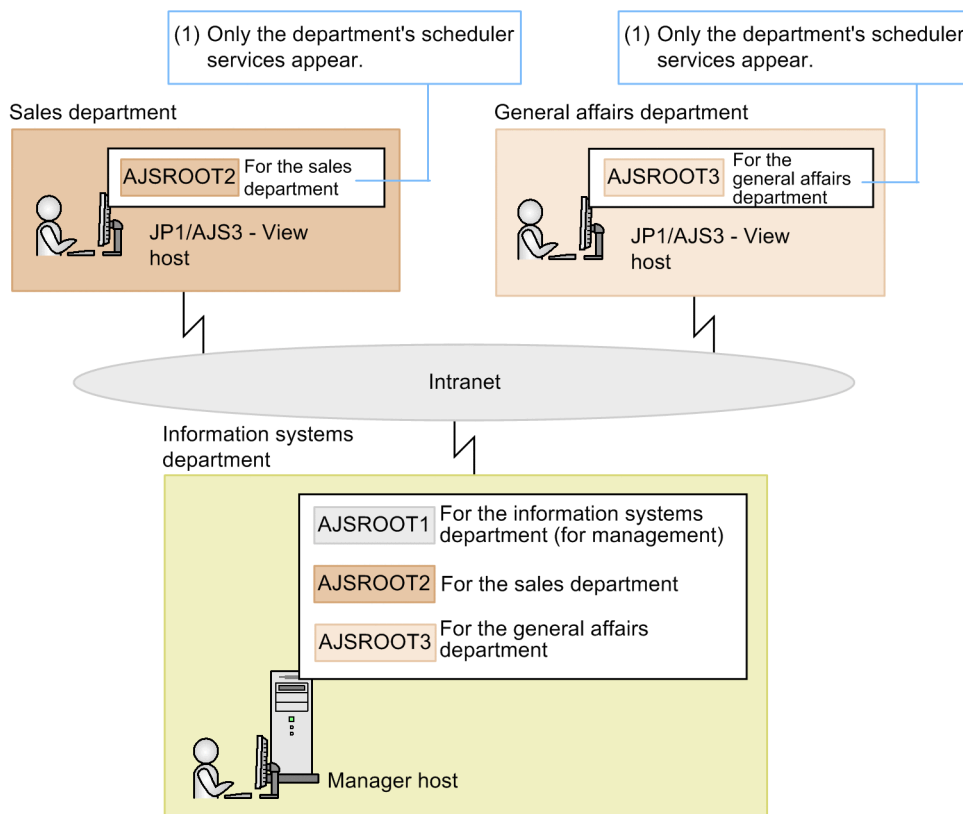 (1) Only the department's scheduler
services appear.
(1) Only the department's scheduler
services appear.
Sales department
General affairs department
AJSROOT2
For the sales
department
JP1/AJS3 - View
host
AJSROOT3
For the
general affairs
department
JP1/AJS3 - View
host
Intranet
Information systems
department
AJSROOT1
For the information systems
department (for management)
AJSROOT2
For the sales department
AJSROOT3
For the general affairs
department
Manager host